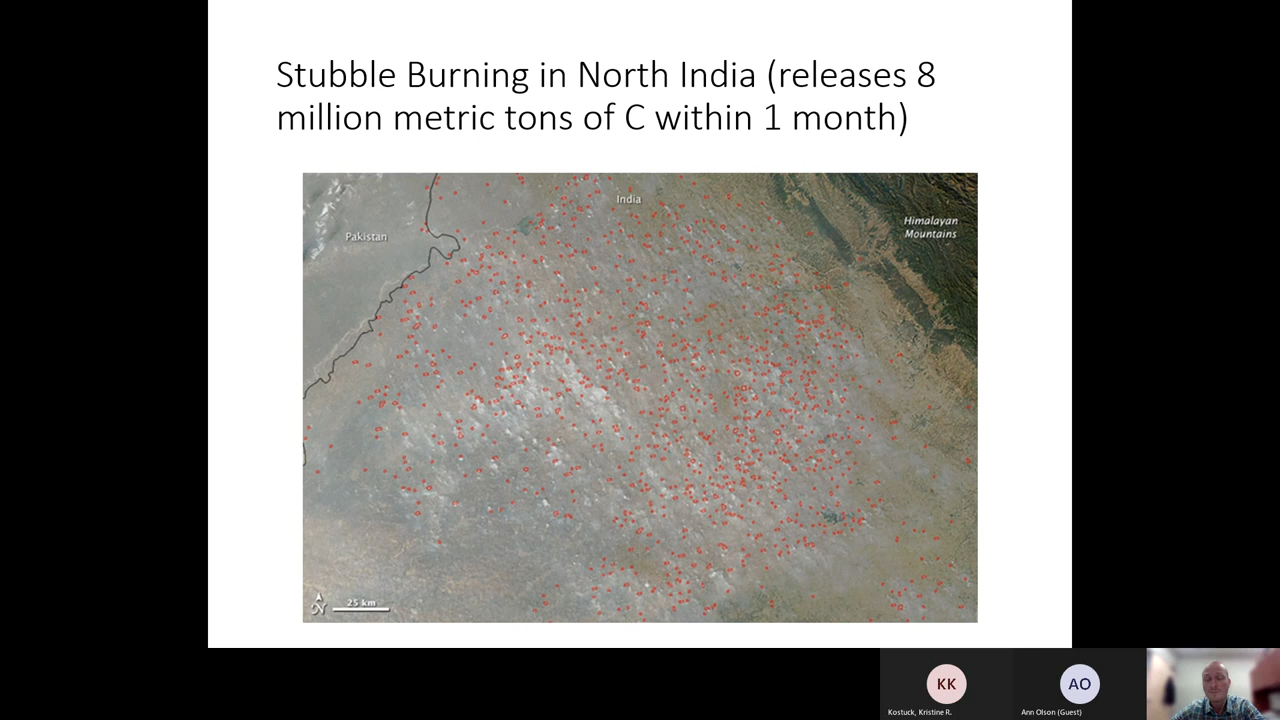 Stubble Burning in North India (releases 8
million metric tons of C within 1 month)
India
Himalayan
Mountains
Pakistan
N
25 km
KK
AO
Kostuck, Kristine R.
Ann Olson (Guest)